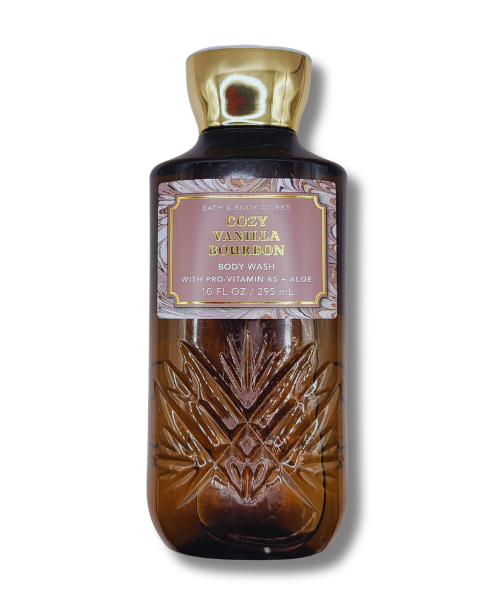 BATH & BODY WORKS
COZY
VANILLA
BOURBON
BODY WASH
WITH PRO-VITAMIN B5 + ALOE
10 FL OZ / 295 mL